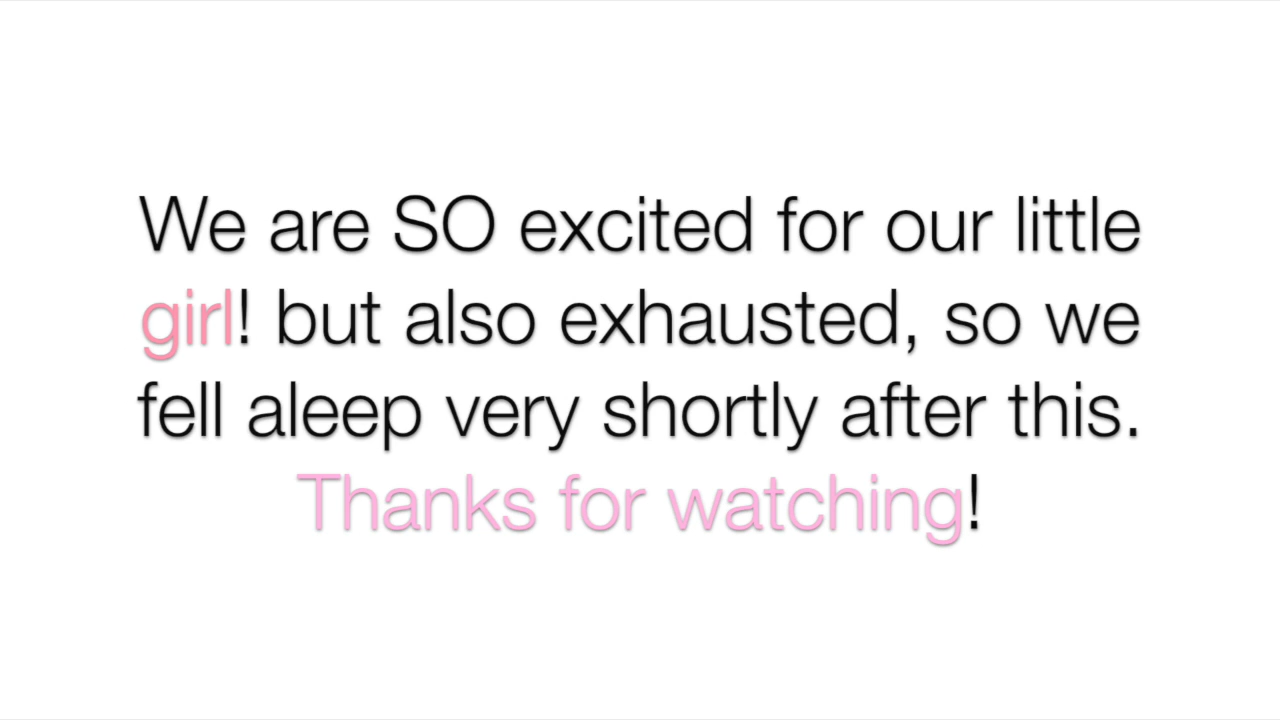 We are SO excited for our little
girl! but also exhausted, so we
fell aleep very shortly after this.
Thanks for watching!